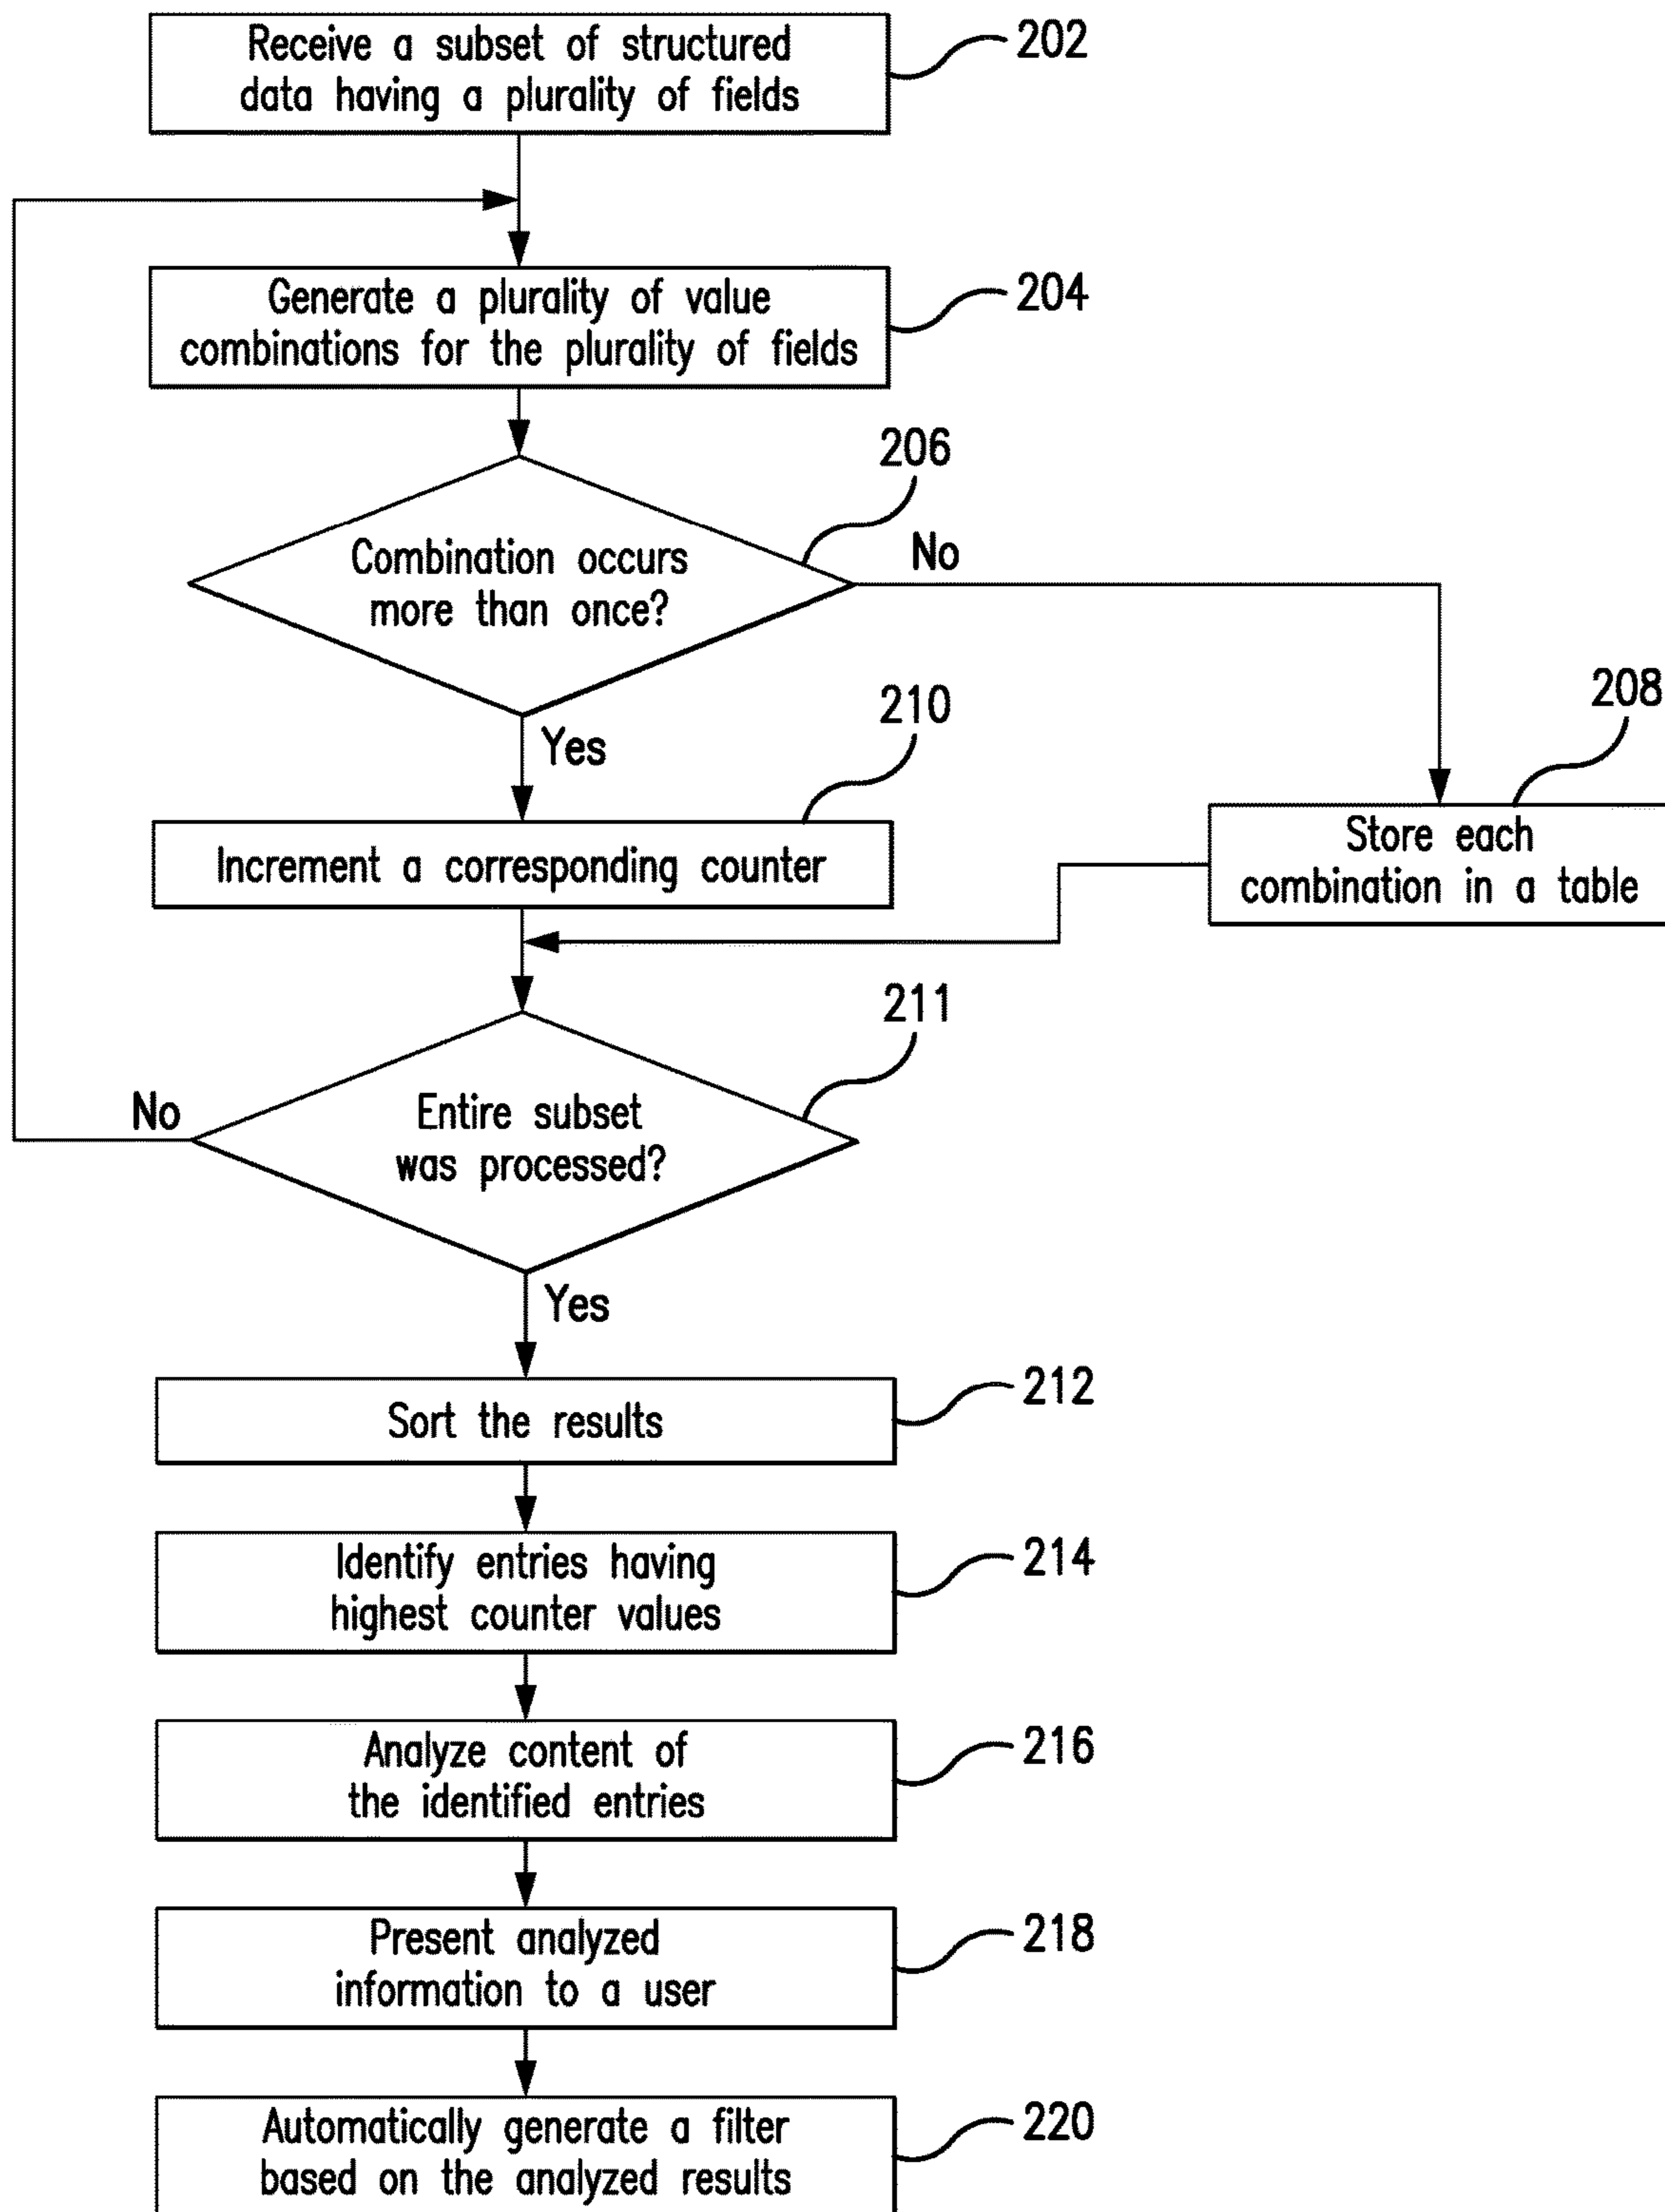 Receive a subset of structured
data having a plurality of fields
202
Generate a plurality of value
combinations for the plurality of fields
204
206
Combination occurs
more than once?
No
Yes
210
208
Increment a corresponding counter
Store each
combination in a table
211
Entire subset
was processed?
No
Yes
212
Sort the results
214
Identify entries having
highest counter values
216
Analyze content of
the identified entries
218
Present analyzed
information to a user
220
Automatically generate a filter
based on the analyzed results